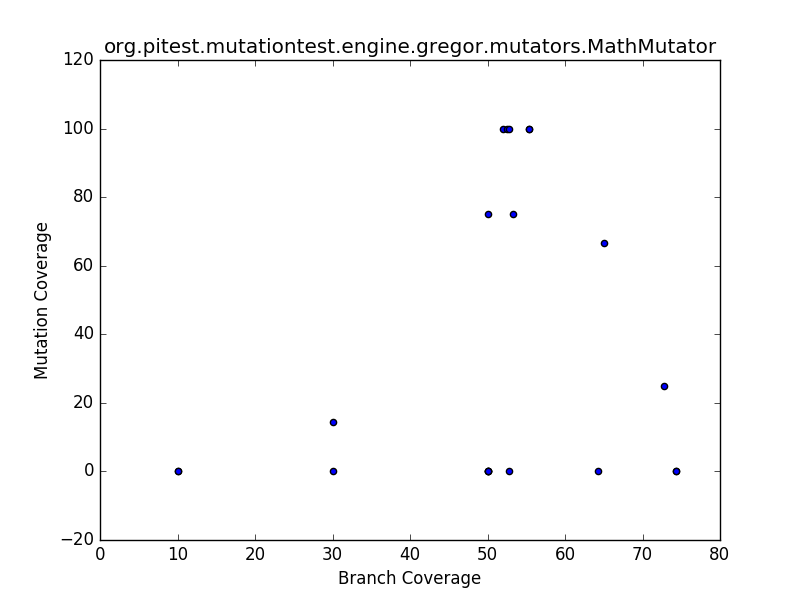 org.pitest.mutationtest.engine.gregor.mutators.MathMutator
120
100
80
60
40
20
0
−20
Mutation Coverage
0 10 20 30 40 50 60 70 80
Branch Coverage